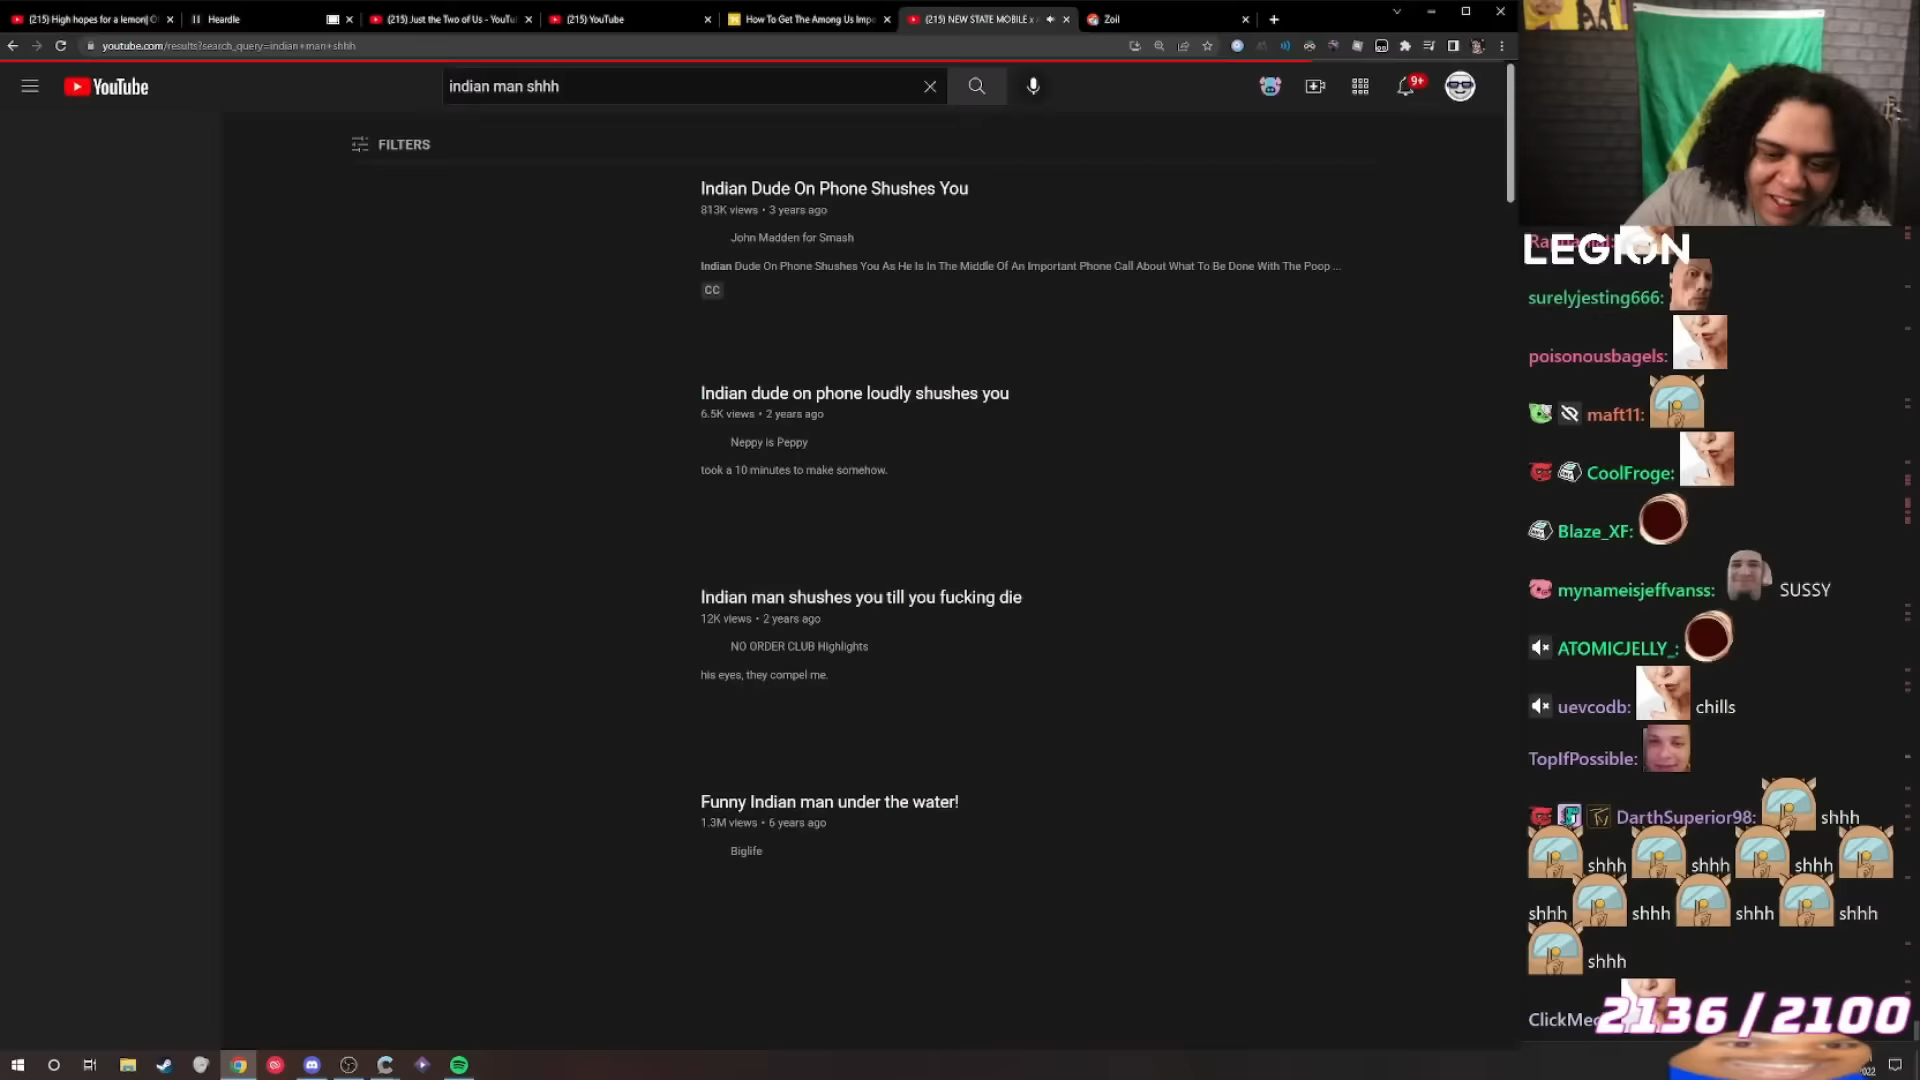 (215) High hopes for a lemon| O
Heardle
(215) Just the Two of Us - YouTu
(215) YouTube
How To Get The Among Us Impo
(215) NEW STATE MOBILE x
Zoil
youtube.com/results?search_query=indian+man+shhh
YouTube
indian man shhh
9+
FILTERS
Indian Dude On Phone Shushes You
813K views • 3 years ago
John Madden for Smash
Indian Dude On Phone Shushes You As He Is In The Middle Of An Important Phone Call About What To Be Done With The Poop ...
CC
Indian dude on phone loudly shushes you
6.5K views • 2 years ago
Neppy is Peppy
took a 10 minutes to make somehow.
Indian man shushes you till you fucking die
12K views • 2 years ago
NO ORDER CLUB Highlights
his eyes, they compel me.
Funny Indian man under the water!
1.3M views • 6 years ago
Biglife
LEGION
surelyjesting666:
poisonousbagels:
maft11:
CoolFroge:
Blaze_XF:
mynameisjeffvanss: SUSSY
ATOMICJELLY_:
uevcodb: chills
TopIfPossible:
DarthSuperior98: shhh
shhh shhh shhh
shhh shhh shhh shhh
shhh
ClickMe
2136 / 2100